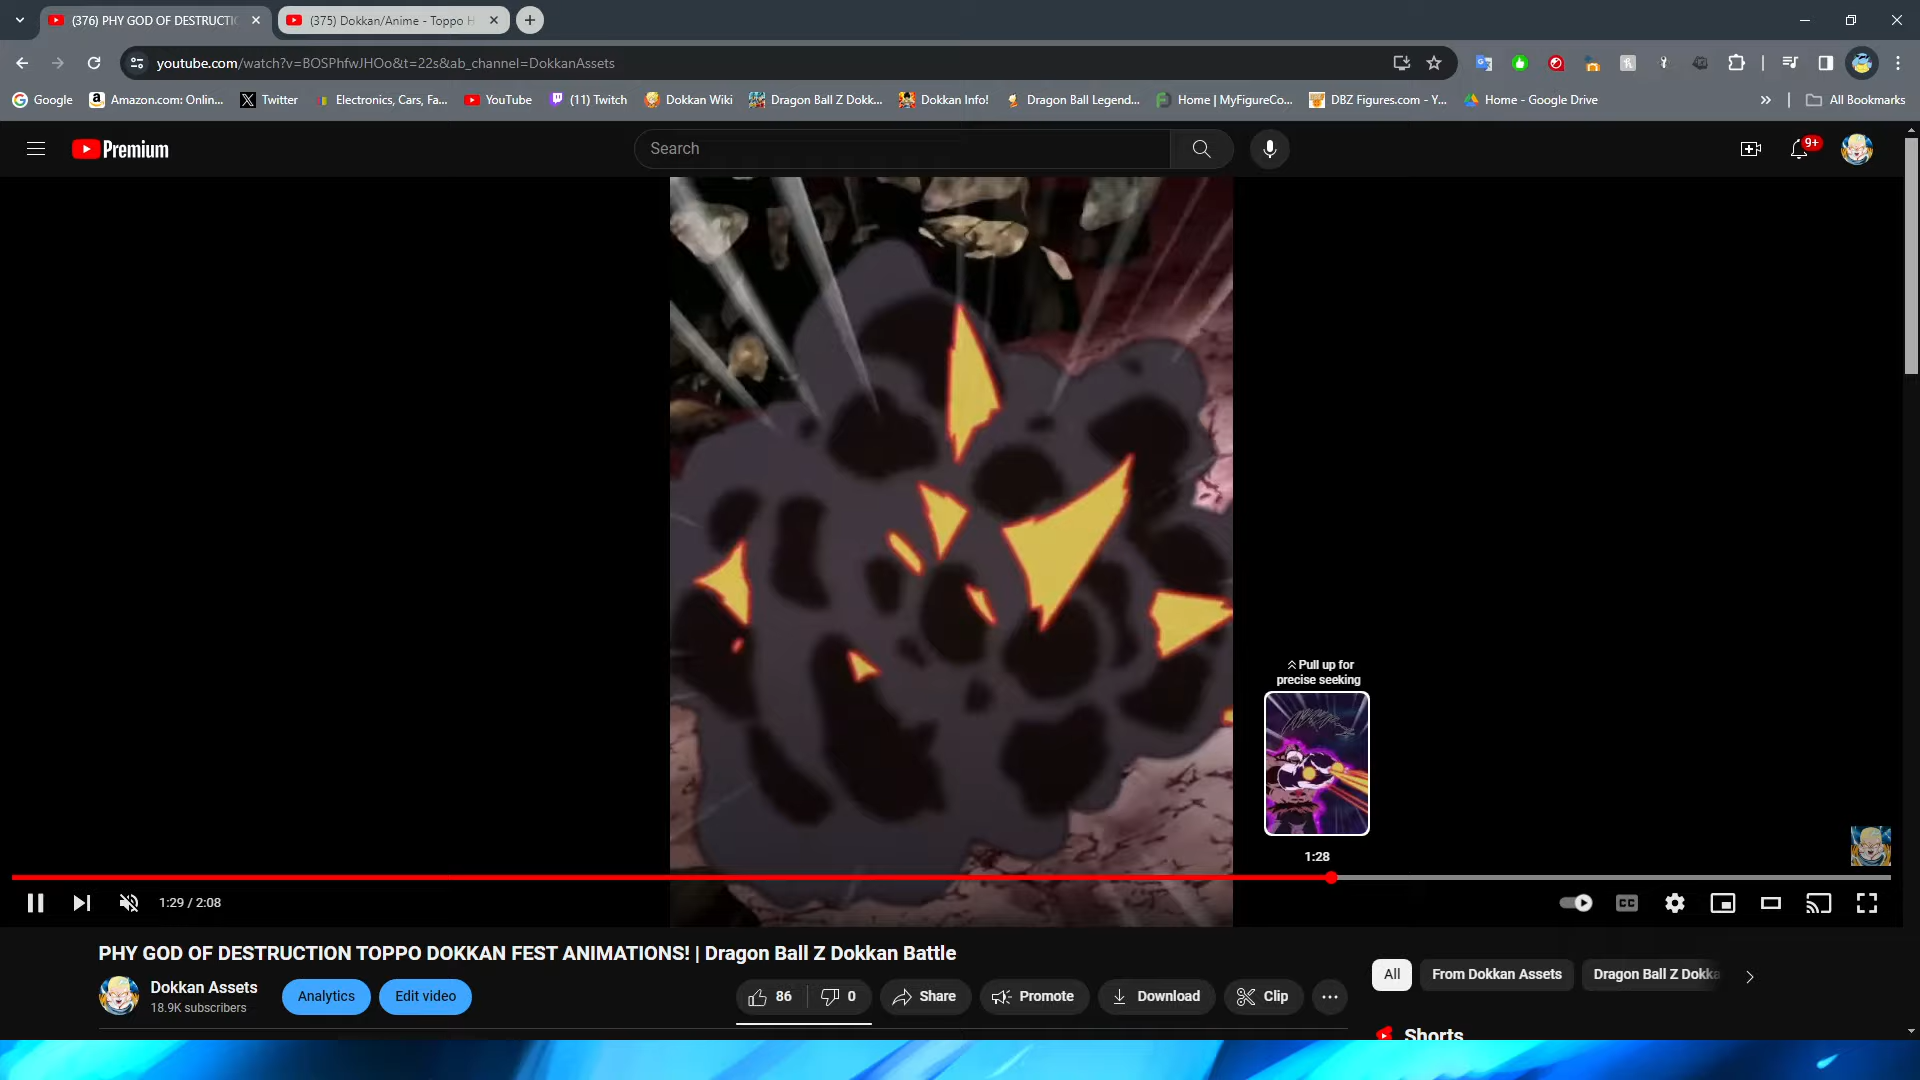 (376) PHY GOD OF DESTRUCTIO
(375) Dokkan/Anime - Toppo H
youtube.com/watch?v=BOSPhfwJHOo&t=22s&ab_channel=DokkanAssets
Google
Amazon.com: Onlin...
Twitter
Electronics, Cars, Fa...
YouTube
(11) Twitch
Dokkan Wiki
Dragon Ball Z Dokk...
Dokkan Info!
Dragon Ball Legend...
Home | MyFigureCo...
DBZ Figures.com - Y...
Home - Google Drive
All Bookmarks
Premium
Search
9+
Pull up for
precise seeking
1:28
1:29 / 2:08
CC
PHY GOD OF DESTRUCTION TOPPO DOKKAN FEST ANIMATIONS! | Dragon Ball Z Dokkan Battle
Dokkan Assets
18.9K subscribers
Analytics
Edit video
86
0
Share
Promote
Download
Clip
All
From Dokkan Assets
Dragon Ball Z Dokka
Shorts